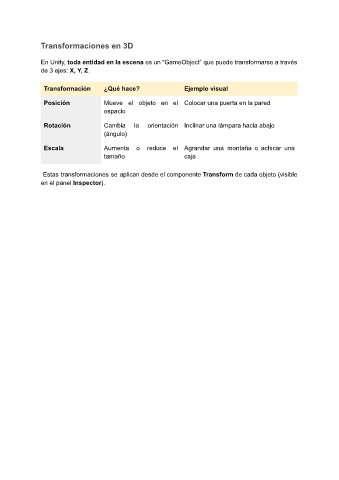 Transformaciones en 3D
En Unity, toda entidad en la escena es un "GameObject" que puede transformarse a través
de 3 ejes: X, Y, Z.
Transformación ¿Qué hace? Ejemplo visual
Posición Mueve el objeto en el Colocar una puerta en la pared
espacio
Rotación Cambia la orientación Inclinar una lámpara hacia abajo
(ángulo)
Escala Aumenta o reduce el Agrandar una montaña o achicar una
tamaño caja
Estas transformaciones se aplican desde el componente Transform de cada objeto (visible
en el panel Inspector).